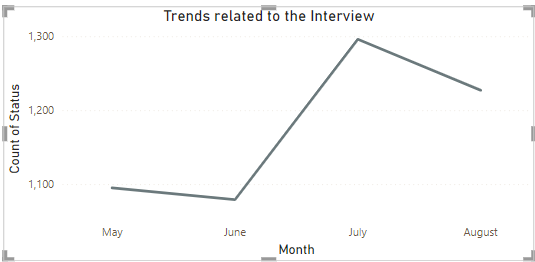 Trends related to the Interview
Count of Status
1,300
1,200
1,100
May June July August
Month